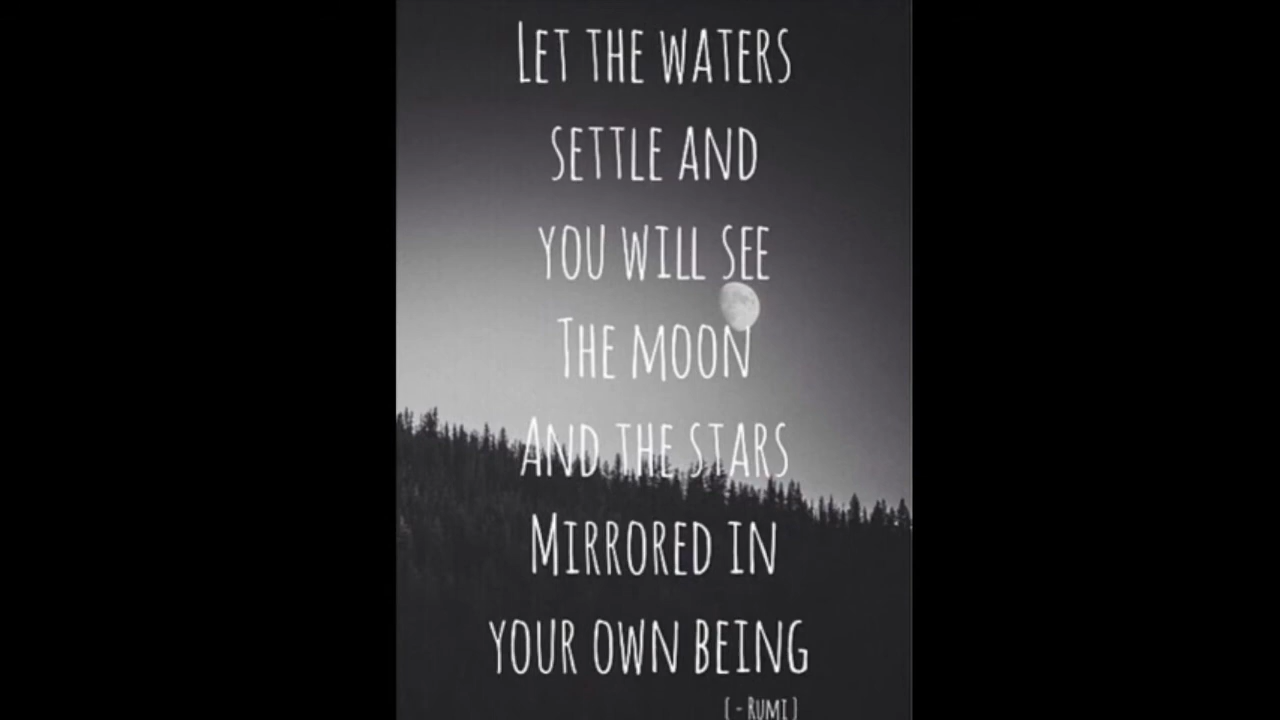 LET THE WATERS
SETTLE AND
YOU WILL SEE
THE MOON
AND THE STARS
MIRRORED IN
YOUR OWN BEING
( - RUMI )